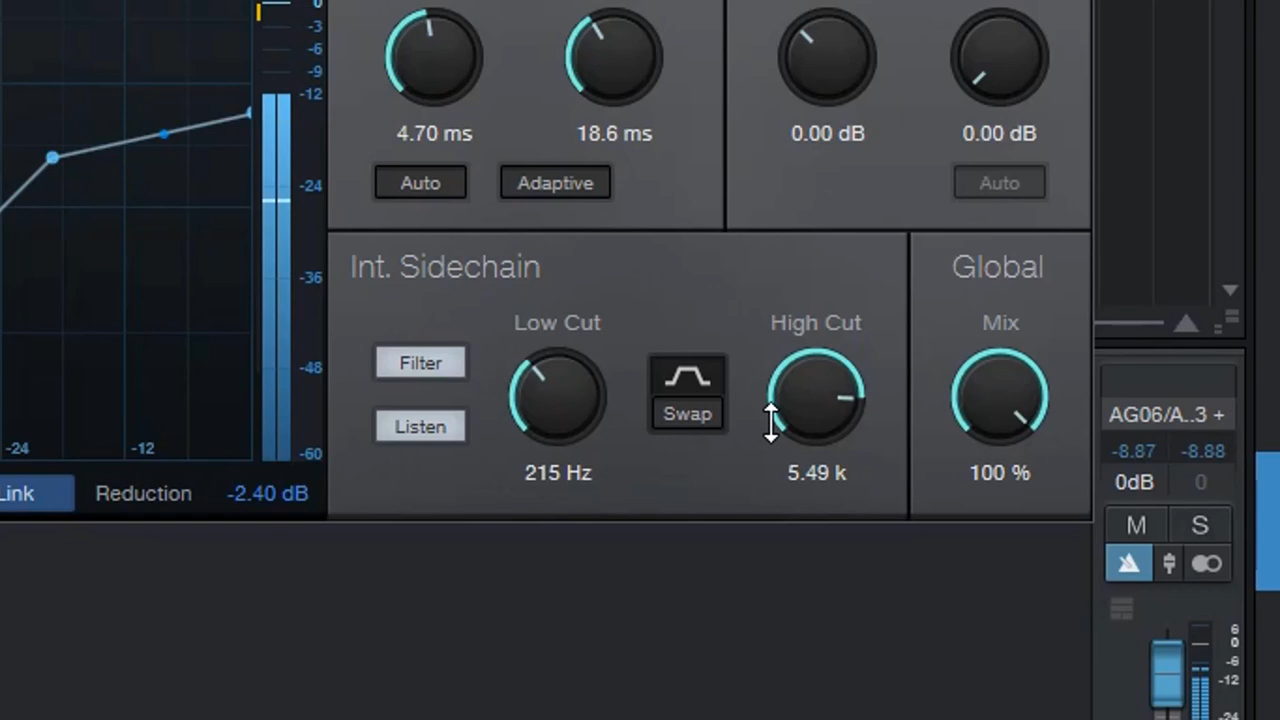 0
-3
-6
-9
-12
-24
-36
-48
-60
-24
-12
Link
Reduction
-2.40 dB
4.70 ms
18.6 ms
0.00 dB
0.00 dB
Auto
Adaptive
Auto
Int. Sidechain
Global
Low Cut
High Cut
Mix
Filter
Listen
Swap
215 Hz
5.49 k
100 %
AG06/A..3 +
-8.87
-8.88
0dB
0
M
S
6
0
-6
-12
-24